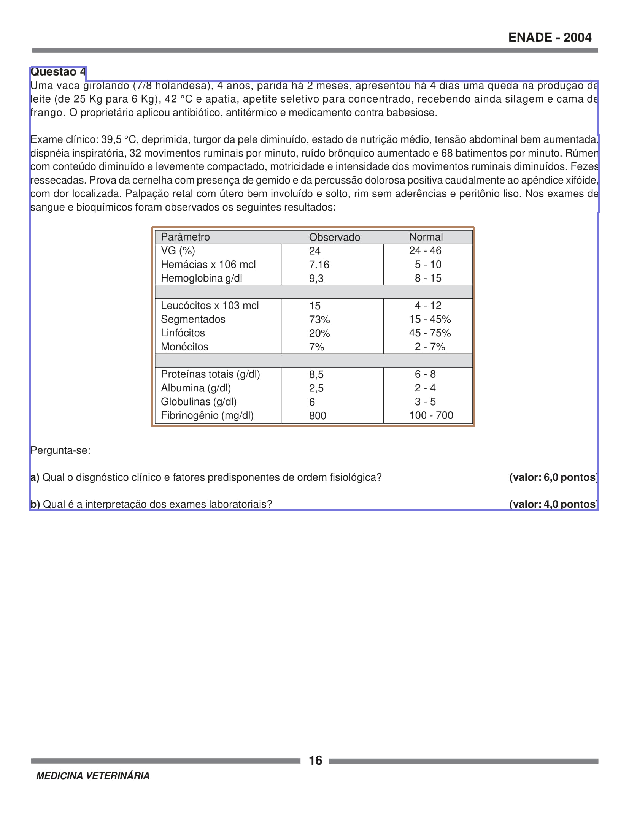 ENADE - 2004
Questão 4
Uma vaca girolando (7/8 holandesa), 4 anos, parida há 2 meses, apresentou há 4 dias uma queda na produção de
leite (de 25 Kg para 6 Kg), 42 ºC e apatia, apetite seletivo para concentrado, recebendo ainda silagem e cama de
frango. O proprietário aplicou antibiótico, antitérmico e medicamento contra babesiose.
Exame clínico: 39,5 ºC, deprimida, turgor da pele diminuído, estado de nutrição médio, tensão abdominal bem aumentada,
dispnéia inspiratória, 32 movimentos ruminais por minuto, ruído brônquico aumentado e 68 batimentos por minuto. Rúmen
com conteúdo diminuído e levemente compactado, motricidade e intensidade dos movimentos ruminais diminuídos. Fezes
ressecadas. Prova da cernelha com presença de gemido e da percussão dolorosa positiva caudalmente ao apêndice xifóide,
com dor localizada. Palpação retal com útero bem involuído e solto, rim sem aderências e peritônio liso. Nos exames de
sangue e bioquímicos foram observados os seguintes resultados:
Parâmetro Observado Normal
VG (%) 24 24 - 46
Hemácias x 106 mcl 7.16 5 - 10
Hemoglobina g/dl 9,3 8 - 15
Leucócitos x 103 mcl 15 4 - 12
Segmentados 73% 15 - 45%
Linfócitos 20% 45 - 75%
Monócitos 7% 2 - 7%
Proteínas totais (g/dl) 8,5 6 - 8
Albumina (g/dl) 2,5 2 - 4
Globulinas (g/dl) 6 3 - 5
Fibrinogênio (mg/dl) 800 100 - 700
Pergunta-se:
a) Qual o disgnóstico clínico e fatores predisponentes de ordem fisiológica? (valor: 6,0 pontos)
b) Qual é a interpretação dos exames laboratoriais? (valor: 4,0 pontos)
16
MEDICINA VETERINÁRIA